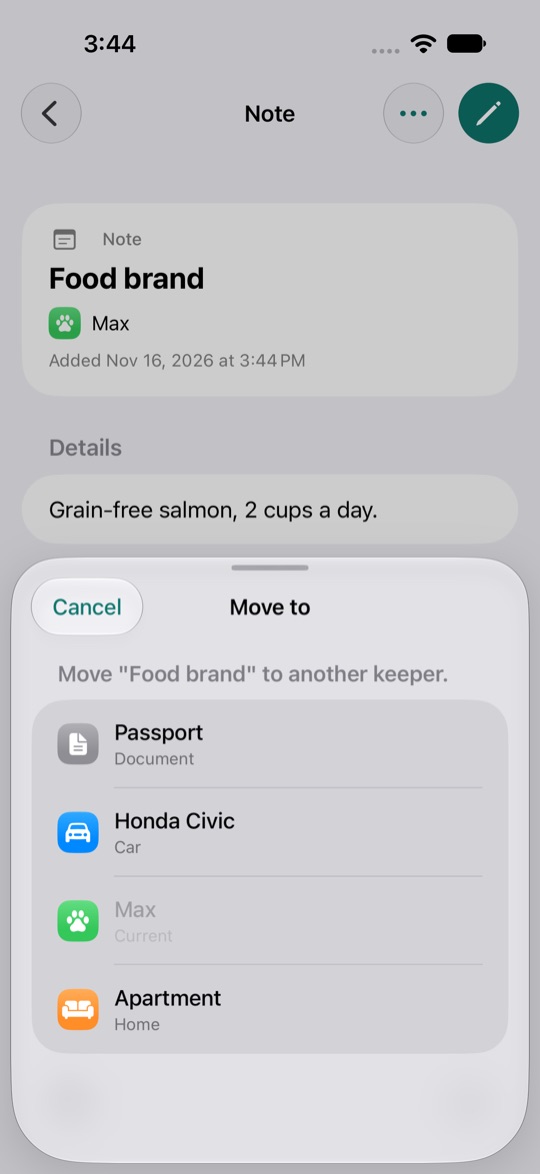 3:44
Note
Note
Food brand
Max
Added Nov 16, 2026 at 3:44 PM
Details
Grain-free salmon, 2 cups a day.
Cancel
Move to
Move "Food brand" to another keeper.
Passport
Document
Honda Civic
Car
Max
Current
Apartment
Home